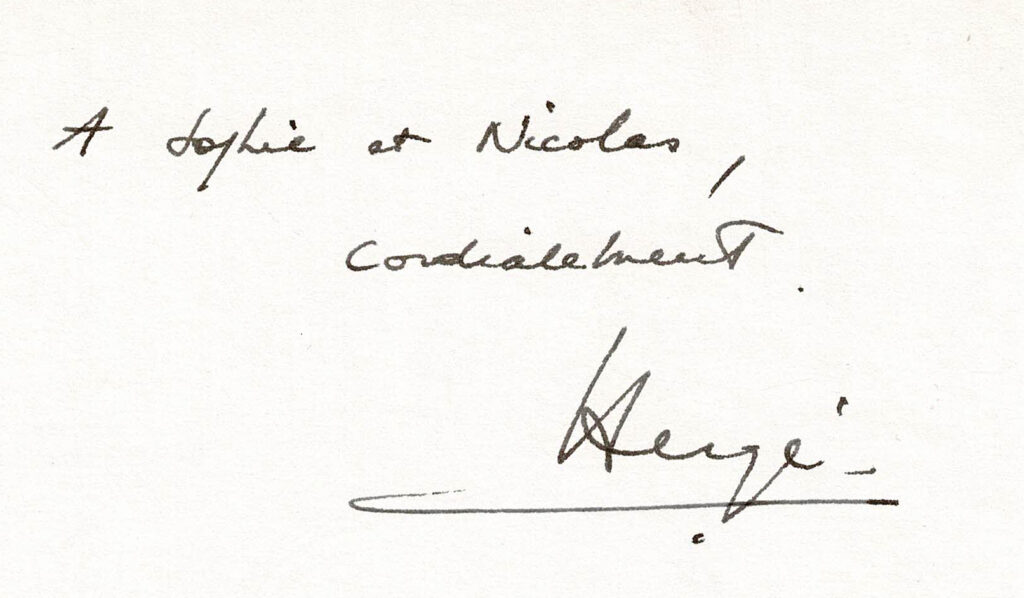 A Sophie et Nicolas,
cordialement.
Hergé